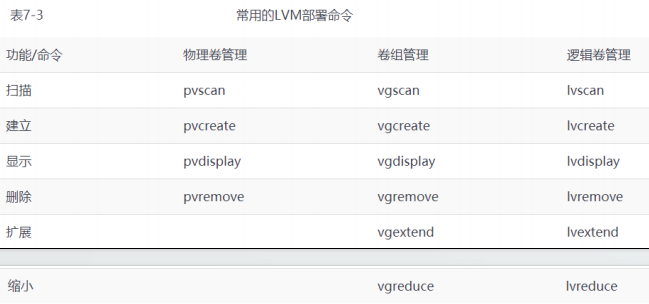 表7-3 常用的LVM部署命令
功能/命令 物理卷管理 卷组管理 逻辑卷管理
扫描 pvscan vgscan lvscan
建立 pvcreate vgcreate lvcreate
显示 pvdisplay vgdisplay lvdisplay
删除 pvremove vgremove lvremove
扩展 vgextend lvextend
缩小 vgreduce lvreduce